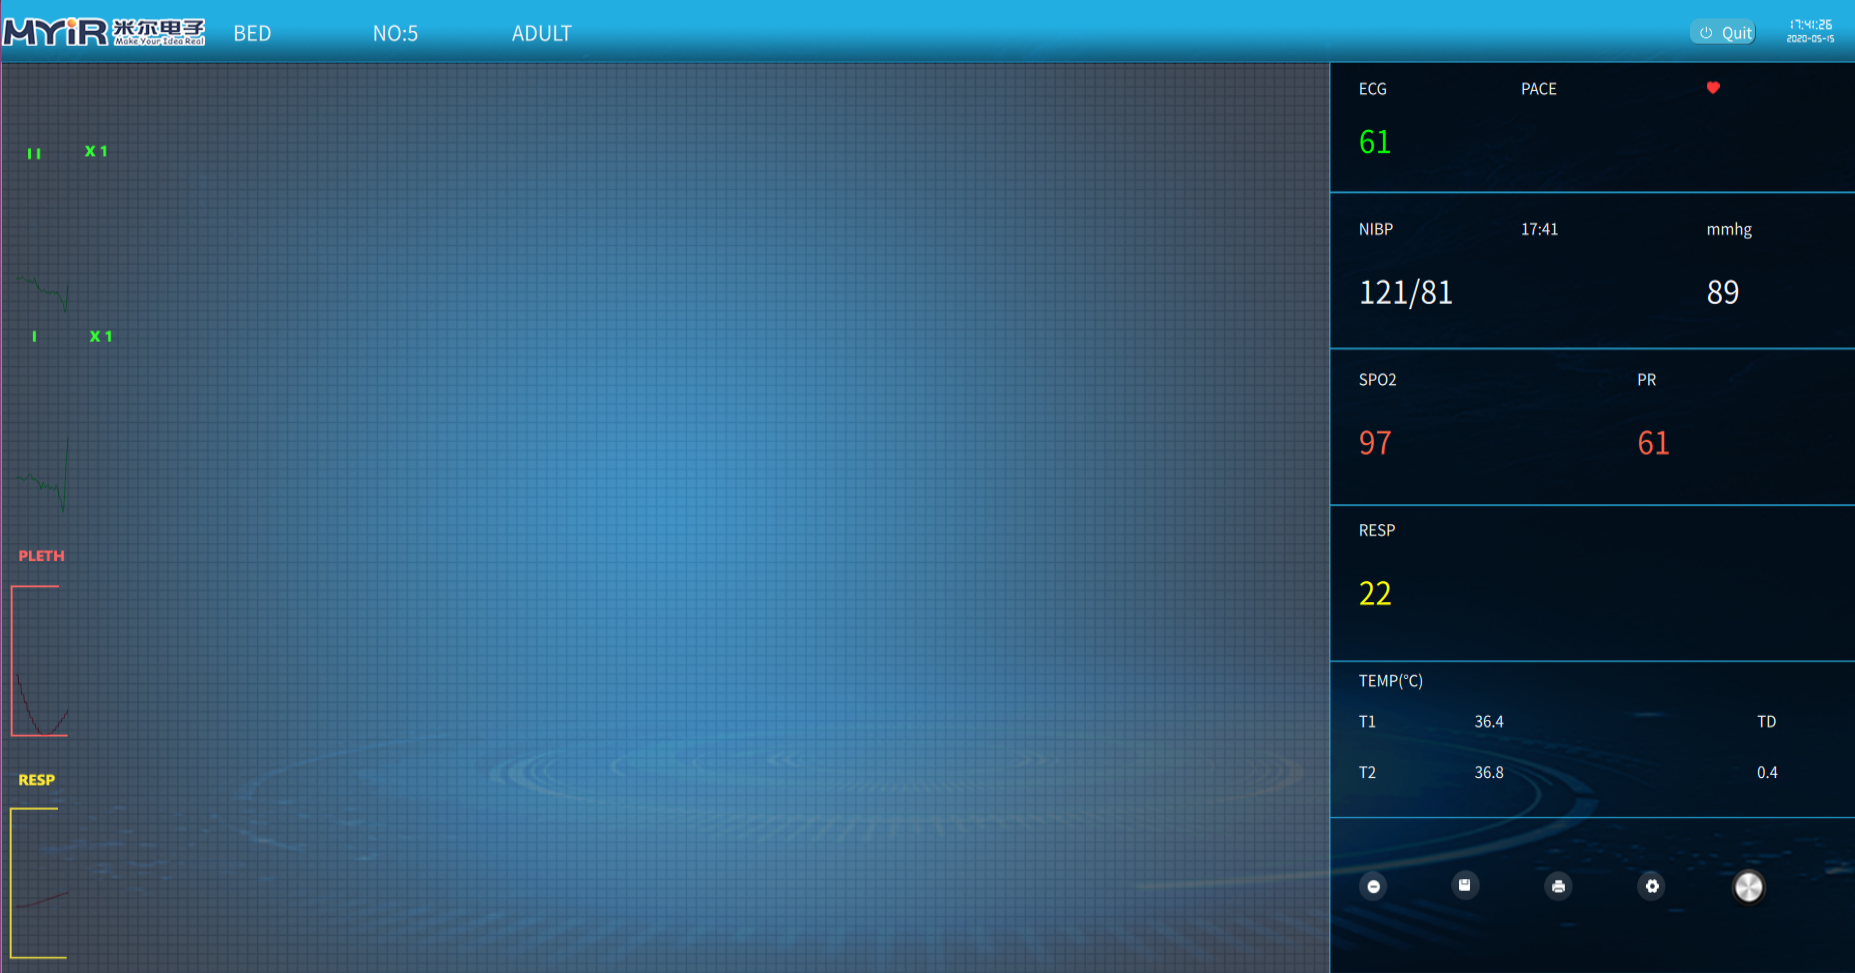 MYiR 米尔电子
Make Your Idea Real
BED NO:5 ADULT
Quit
17:41:26
2020-05-15
II X 1
I X 1
PLETH
RESP
ECG PACE
61
NIBP 17:41 mmhg
121/81 89
SPO2 PR
97 61
RESP
22
TEMP(°C)
T1 36.4 TD
T2 36.8 0.4